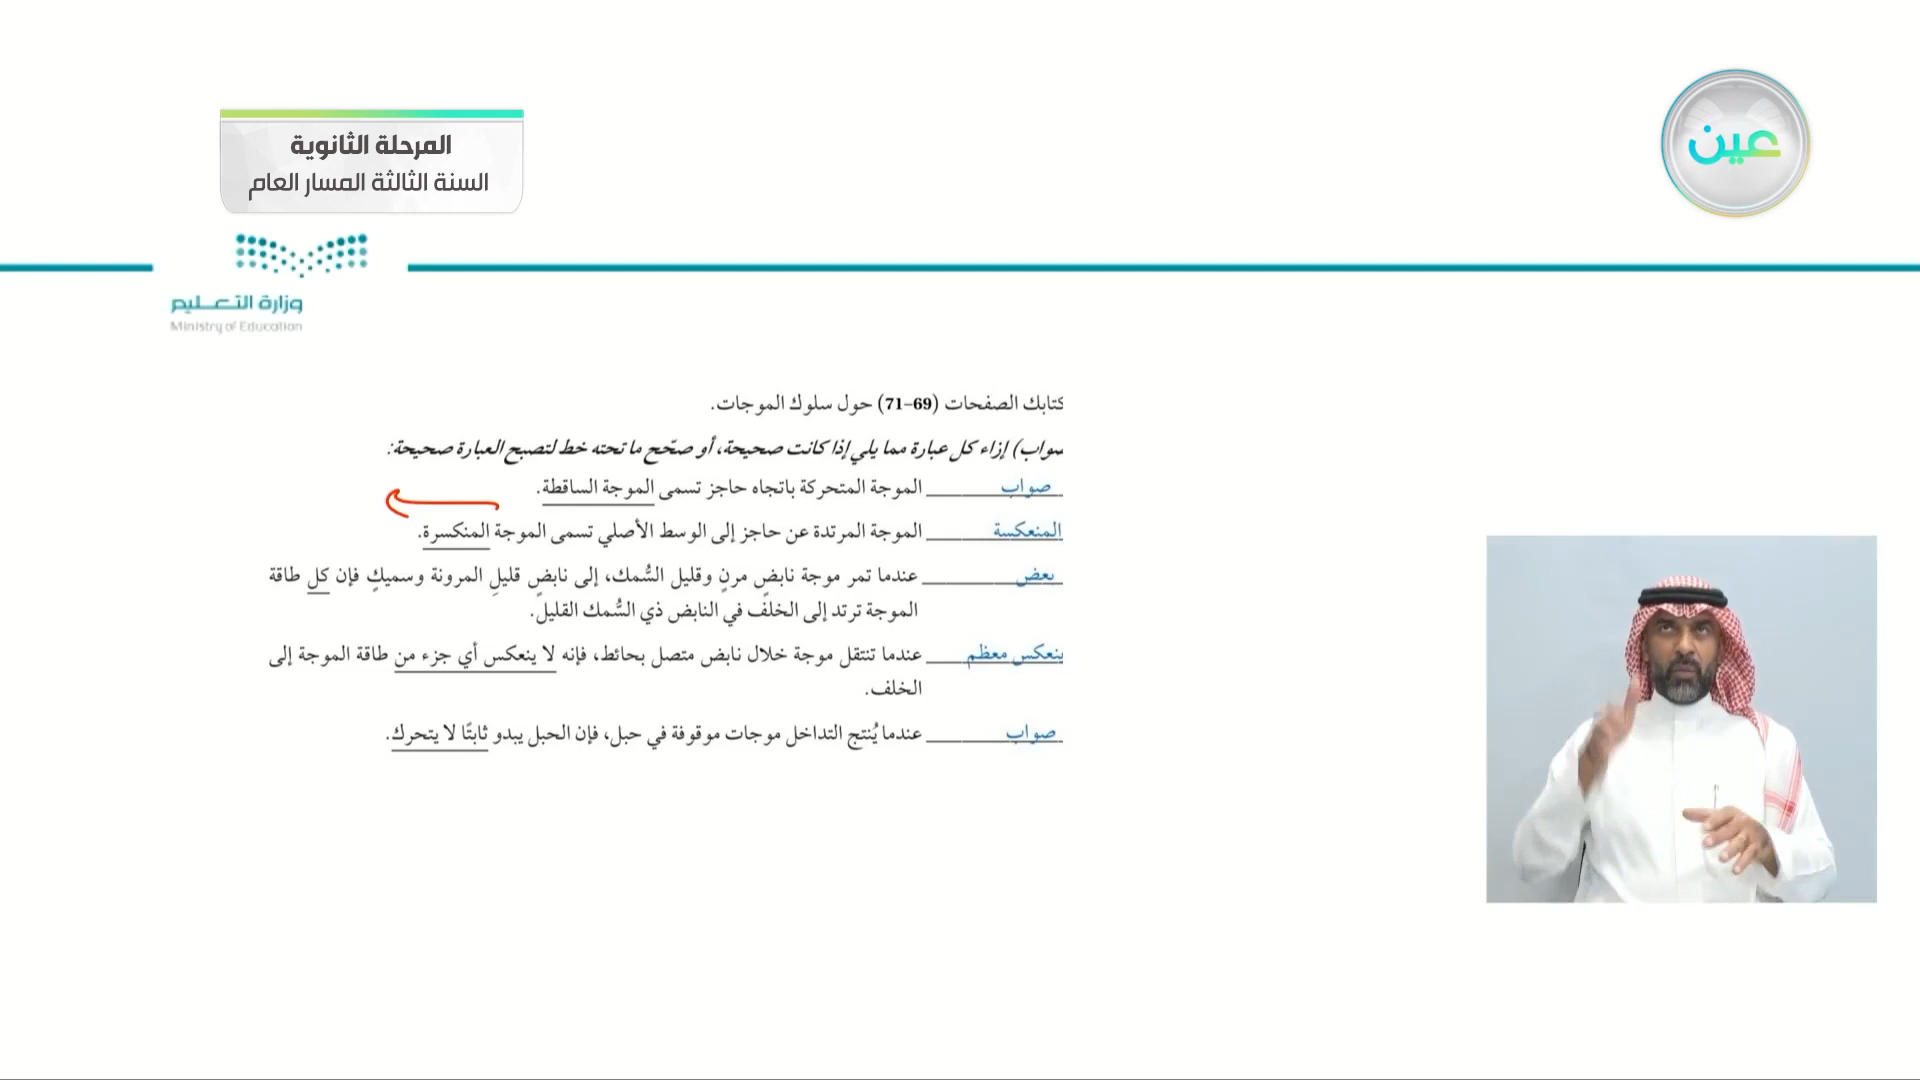 المرحلة الثانوية
السنة الثالثة المسار العام
عين
وزارة التعليم
Ministry of Education
كتابك الصفحات (69-71) حول سلوك الموجات.
صواب) إزاء كل عبارة مما يلي إذا كانت صحيحة، أو صحّح ما تحته خط لتصبح العبارة صحيحة:
صواب الموجة المتحركة باتجاه حاجز تسمى الموجة الساقطة.
المنعكسة الموجة المرتدة عن حاجز إلى الوسط الأصلي تسمى الموجة المنكسرة.
بعض عندما تمر موجة نابضٍ مرنٍ وقليل السُّمك، إلى نابضٍ قليلِ المرونة وسميكٍ فإن كل طاقة
الموجة ترتد إلى الخلف في النابض ذي السُّمك القليل.
ينعكس معظم عندما تنتقل موجة خلال نابض متصل بحائط، فإنه لا ينعكس أي جزء من طاقة الموجة إلى
الخلف.
صواب عندما يُنتج التداخل موجات موقوفة في حبل، فإن الحبل يبدو ثابتًا لا يتحرك.